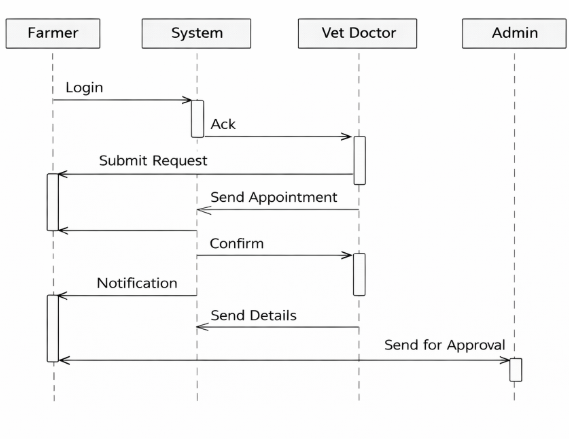 Farmer
System
Vet Doctor
Admin
Login
Ack
Submit Request
Send Appointment
Confirm
Notification
Send Details
Send for Approval